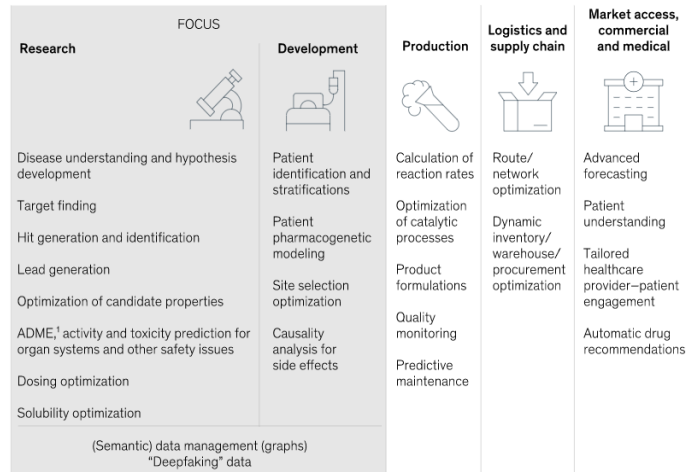 FOCUS
Research
Disease understanding and hypothesis
development
Target finding
Hit generation and identification
Lead generation
Optimization of candidate properties
ADME,¹ activity and toxicity prediction for
organ systems and other safety issues
Dosing optimization
Solubility optimization
Development
Patient
identification and
stratifications
Patient
pharmacogenetic
modeling
Site selection
optimization
Causality
analysis for
side effects
(Semantic) data management (graphs)
“Deepfaking” data
Production
Calculation of
reaction rates
Optimization
of catalytic
processes
Product
formulations
Quality
monitoring
Predictive
maintenance
Logistics and
supply chain
Route/
network
optimization
Dynamic
inventory/
warehouse/
procurement
optimization
Market access,
commercial
and medical
Advanced
forecasting
Patient
understanding
Tailored
healthcare
provider–patient
engagement
Automatic drug
recommendations